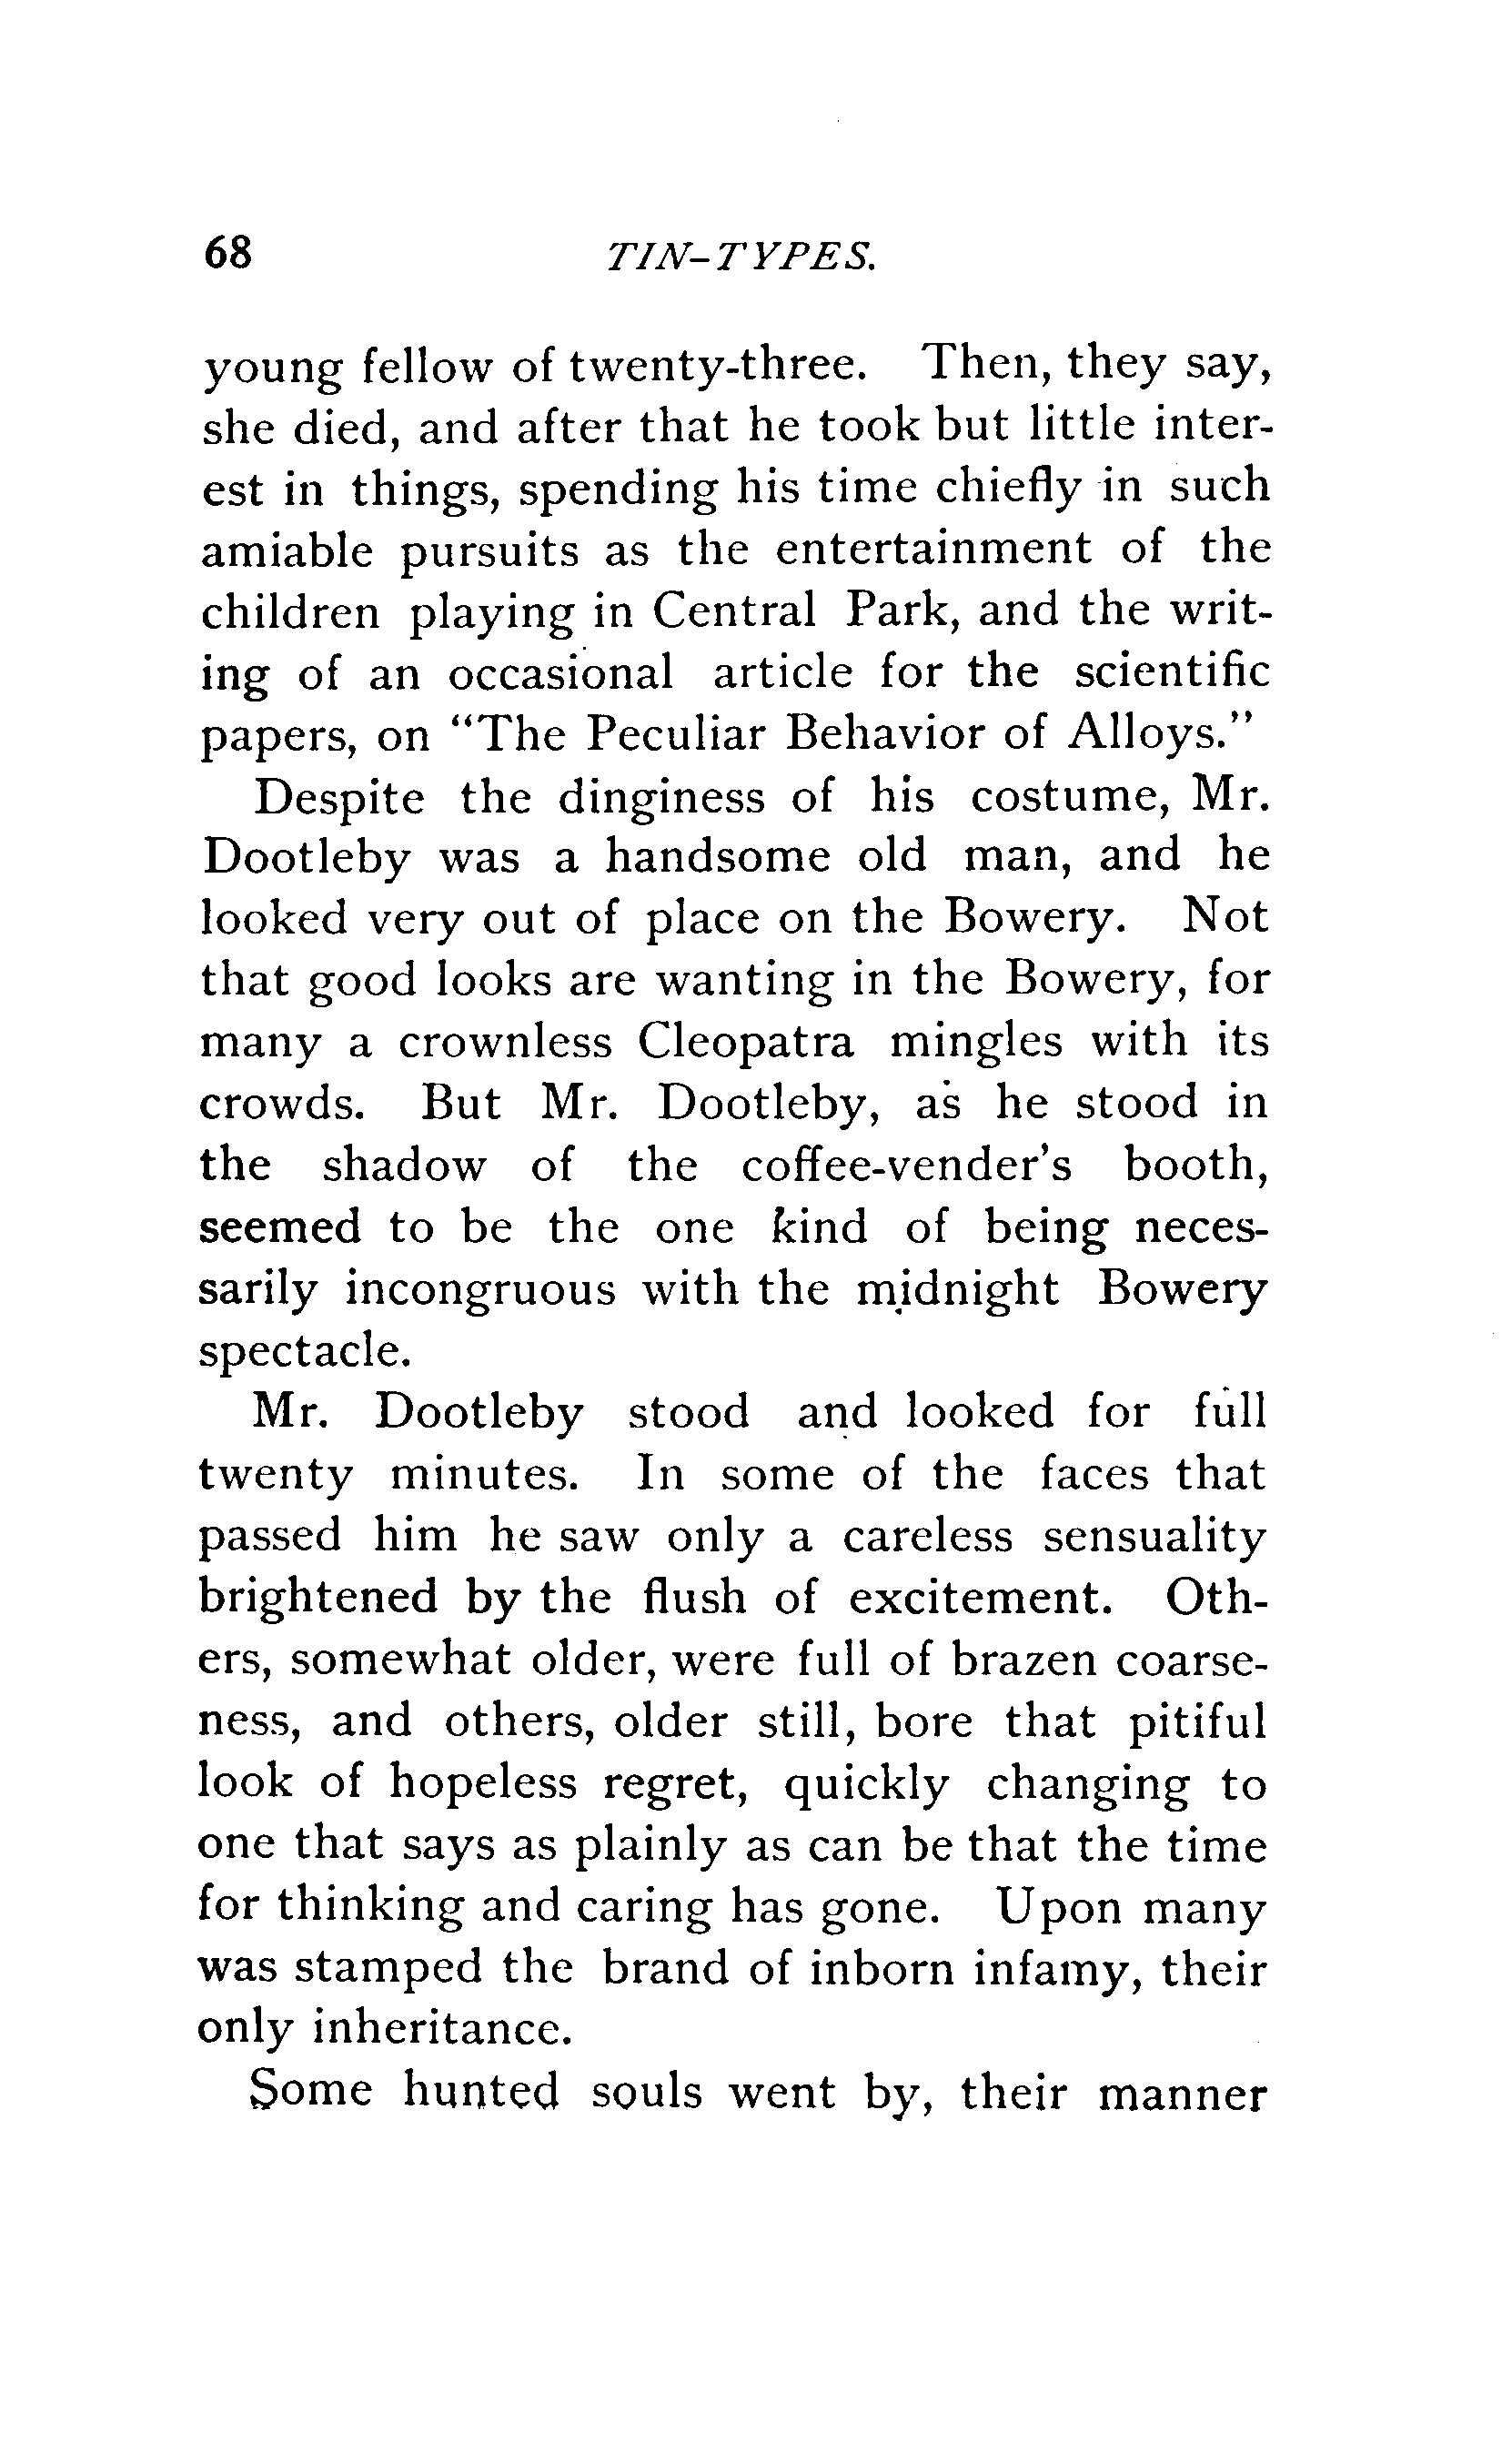 68 TIN-TYPES.
young fellow of twenty-three. Then, they say,
she died, and after that he took but little inter-
est in things, spending his time chiefly in such
amiable pursuits as the entertainment of the
children playing in Central Park, and the writ-
ing of an occasional article for the scientific
papers, on "The Peculiar Behavior of Alloys."
Despite the dinginess of his costume, Mr.
Dootleby was a handsome old man, and he
looked very out of place on the Bowery. Not
that good looks are wanting in the Bowery, for
many a crownless Cleopatra mingles with its
crowds. But Mr. Dootleby, as he stood in
the shadow of the coffee-vender's booth,
seemed to be the one kind of being neces-
sarily incongruous with the midnight Bowery
spectacle.
Mr. Dootleby stood and looked for full
twenty minutes. In some of the faces that
passed him he saw only a careless sensuality
brightened by the flush of excitement. Oth-
ers, somewhat older, were full of brazen coarse-
ness, and others, older still, bore that pitiful
look of hopeless regret, quickly changing to
one that says as plainly as can be that the time
for thinking and caring has gone. Upon many
was stamped the brand of inborn infamy, their
only inheritance.
Some hunted souls went by, their manner